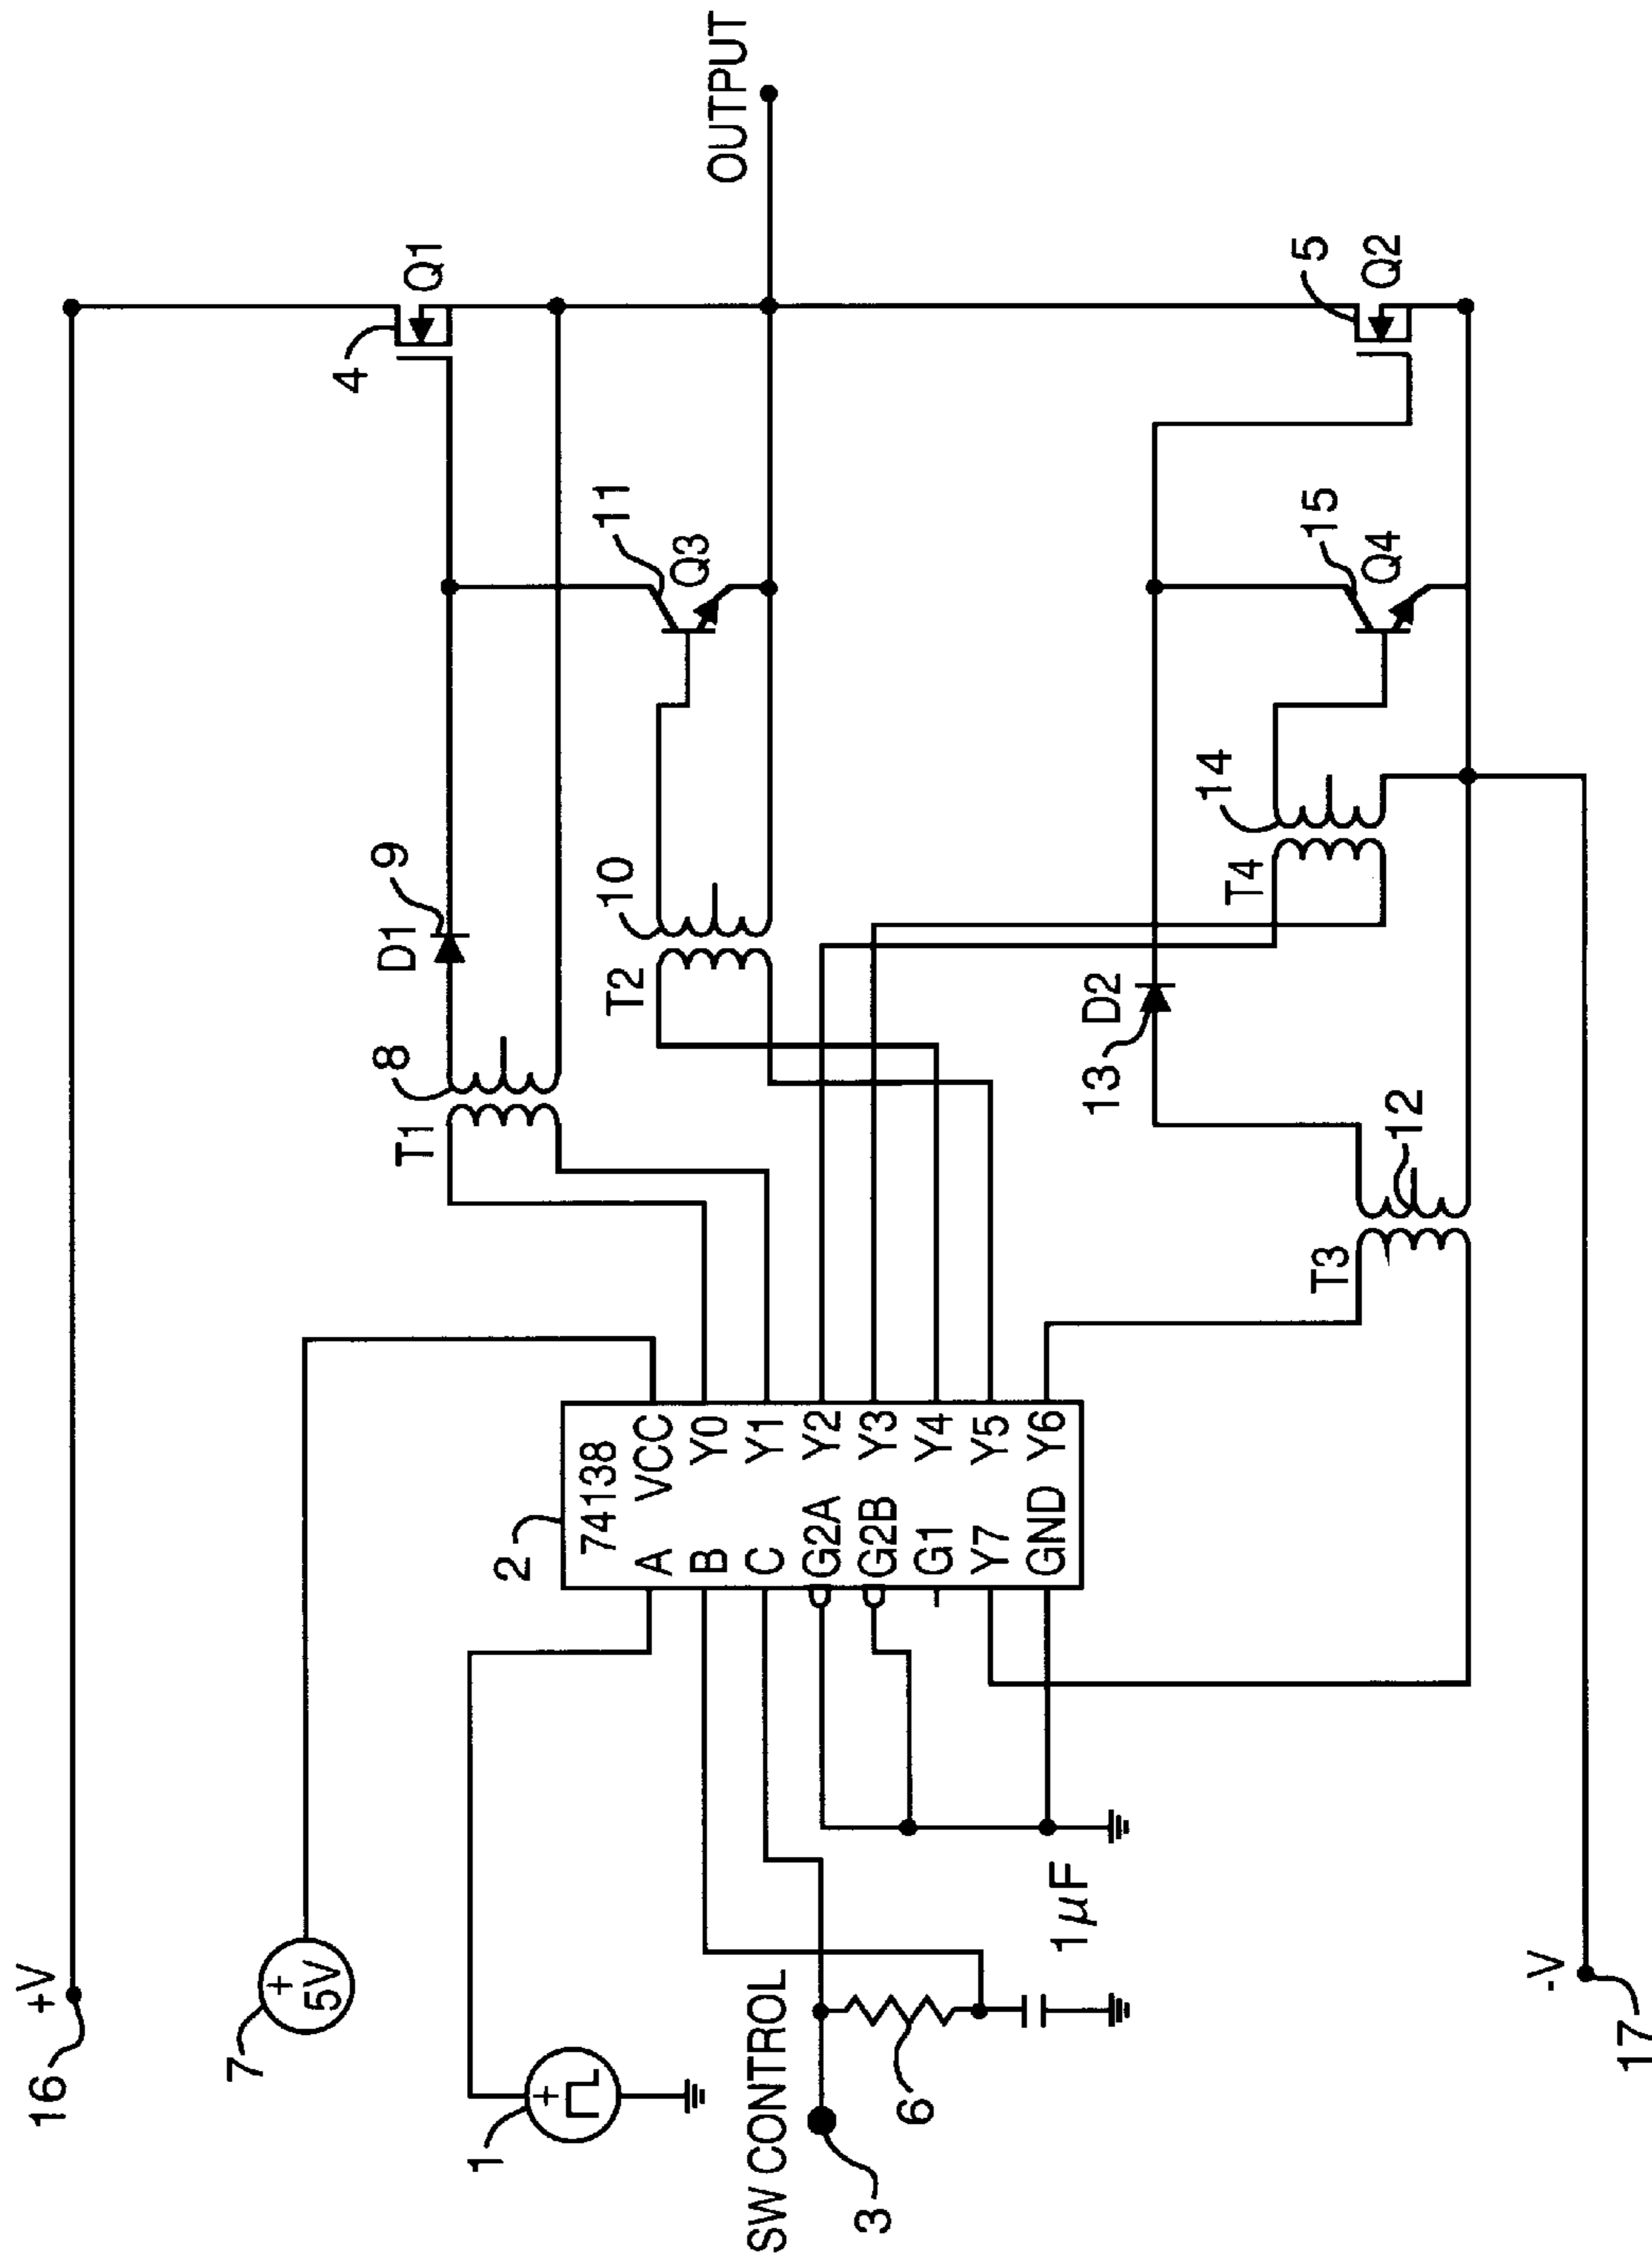 16
+V
7
+
5V
1
+
SW CONTROL
3
6
1µF
2
74138
A VCC
B Y0
C Y1
G2A Y2
G2B Y3
G1 Y4
Y7 Y5
GND Y6
T1
8
D1
9
T2
10
11
Q3
4
Q1
OUTPUT
T3
12
13
D2
T4
14
15
Q4
5
Q2
-V
17